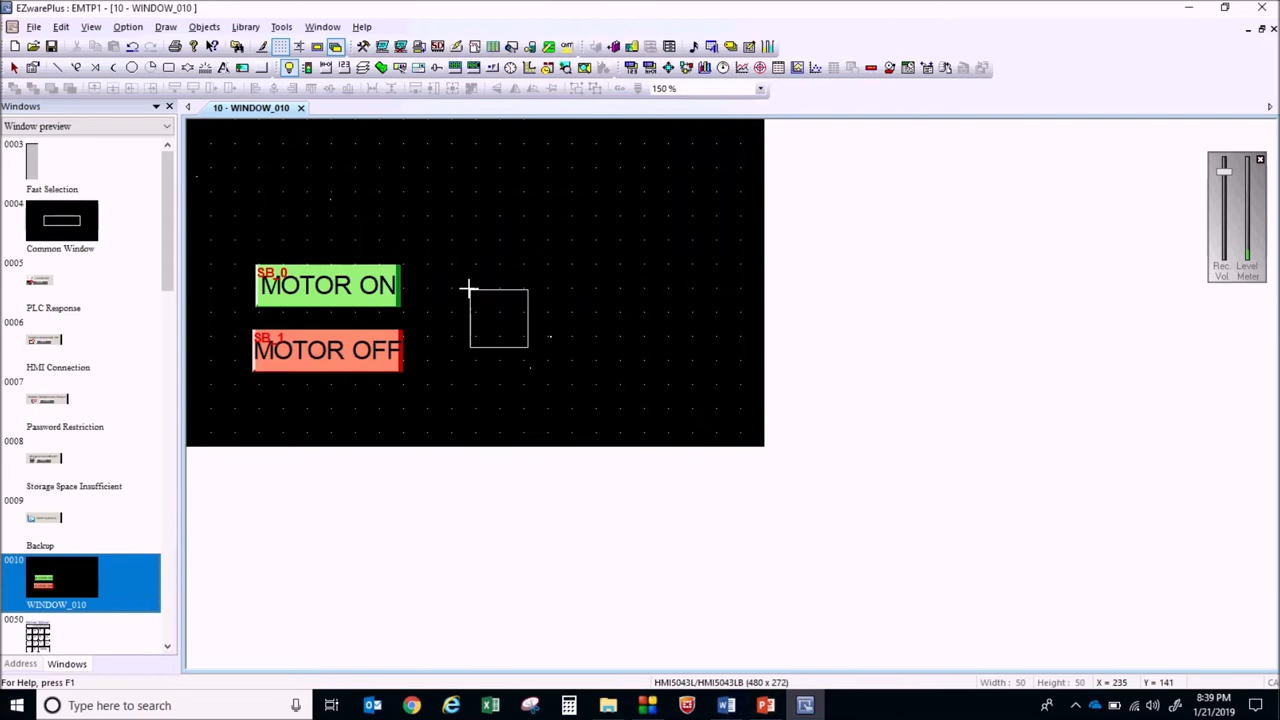 EZwarePlus : EMTP1 - [10 - WINDOW_010 ]
File Edit View Option Draw Objects Library Tools Window Help
150 %
Windows
10 - WINDOW_010
Window preview
0003
Fast Selection
0004
Common Window
0005
PLC Response
0006
HMI Connection
0007
Password Restriction
0008
Storage Space Insufficient
0009
Backup
0010
WINDOW_010
0050
Address Windows
SB_0
MOTOR ON
SB_1
MOTOR OFF
Rec. Vol
Level Meter
For Help, press F1
HMI5043L/HMI5043LB (480 x 272)
Width : 50 Height : 50 X = 235 Y = 141
Type here to search
8:39 PM
1/21/2019